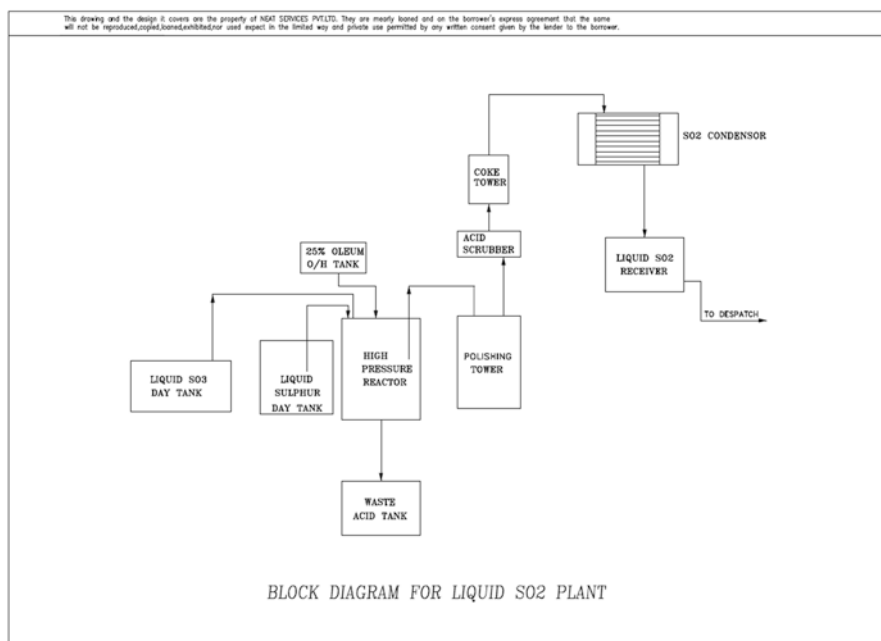 This drawing and the design it covers are the property of NEAT SERVICES PVT.LTD. They are mearly loaned and on the borrower's express agreement that the same
will not be reproduced,copied,loaned,exhibited,nor used expect in the limited way and private use permitted by any written consent given by the lender to the borrower.
SO2 CONDENSOR
COKE
TOWER
ACID
SCRUBBER
25% OLEUM
O/H TANK
LIQUID SO2
RECEIVER
TO DESPATCH
LIQUID SO3
DAY TANK
LIQUID
SULPHUR
DAY TANK
HIGH
PRESSURE
REACTOR
POLISHING
TOWER
WASTE
ACID TANK
BLOCK DIAGRAM FOR LIQUID SO2 PLANT